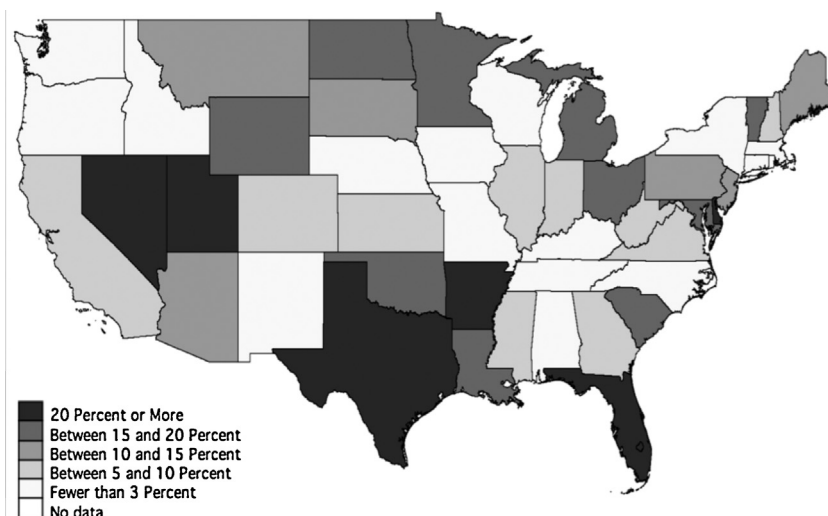 20 Percent or More
Between 15 and 20 Percent
Between 10 and 15 Percent
Between 5 and 10 Percent
Fewer than 3 Percent
No data